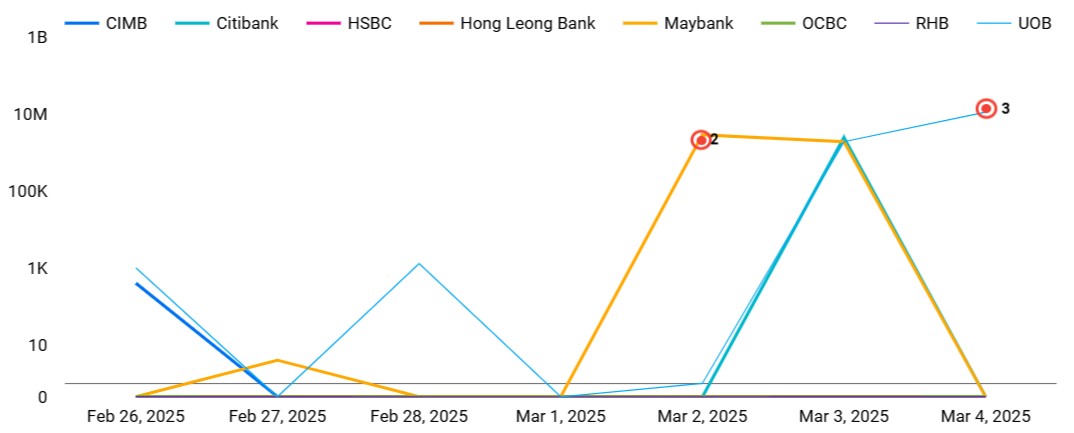 CIMB Citibank HSBC Hong Leong Bank Maybank OCBC RHB UOB
1B
10M
100K
1K
10
0
2
3
Feb 26, 2025 Feb 27, 2025 Feb 28, 2025 Mar 1, 2025 Mar 2, 2025 Mar 3, 2025 Mar 4, 2025